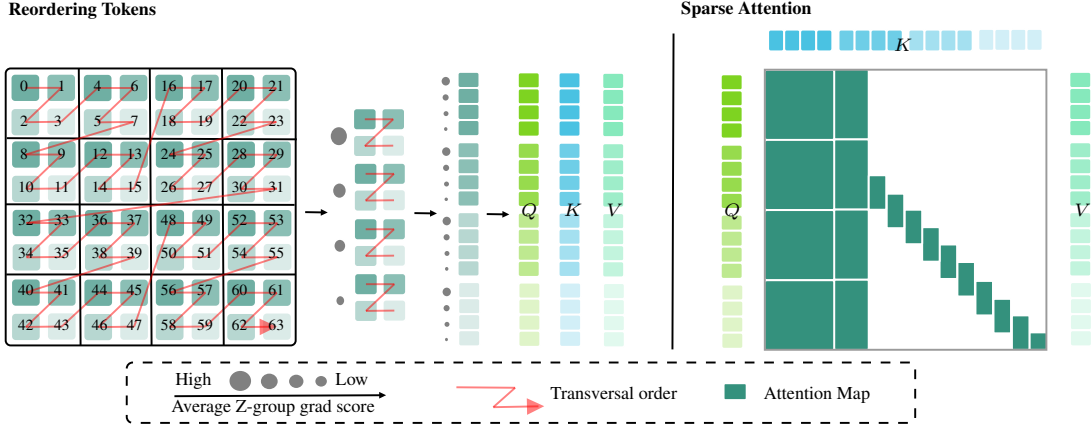 Reordering Tokens
Sparse Attention
K
0 1 4 6 16 17 20 21
2 3 5 7 18 19 22 23
8 9 12 13 24 25 28 29
10 11 14 15 26 27 30 31
32 33 36 37 48 49 52 53
34 35 38 39 50 51 54 55
40 41 44 45 56 57 60 61
42 43 46 47 58 59 62 63
Q K V
Q V
High Low
Average Z-group grad score
Transversal order
Attention Map